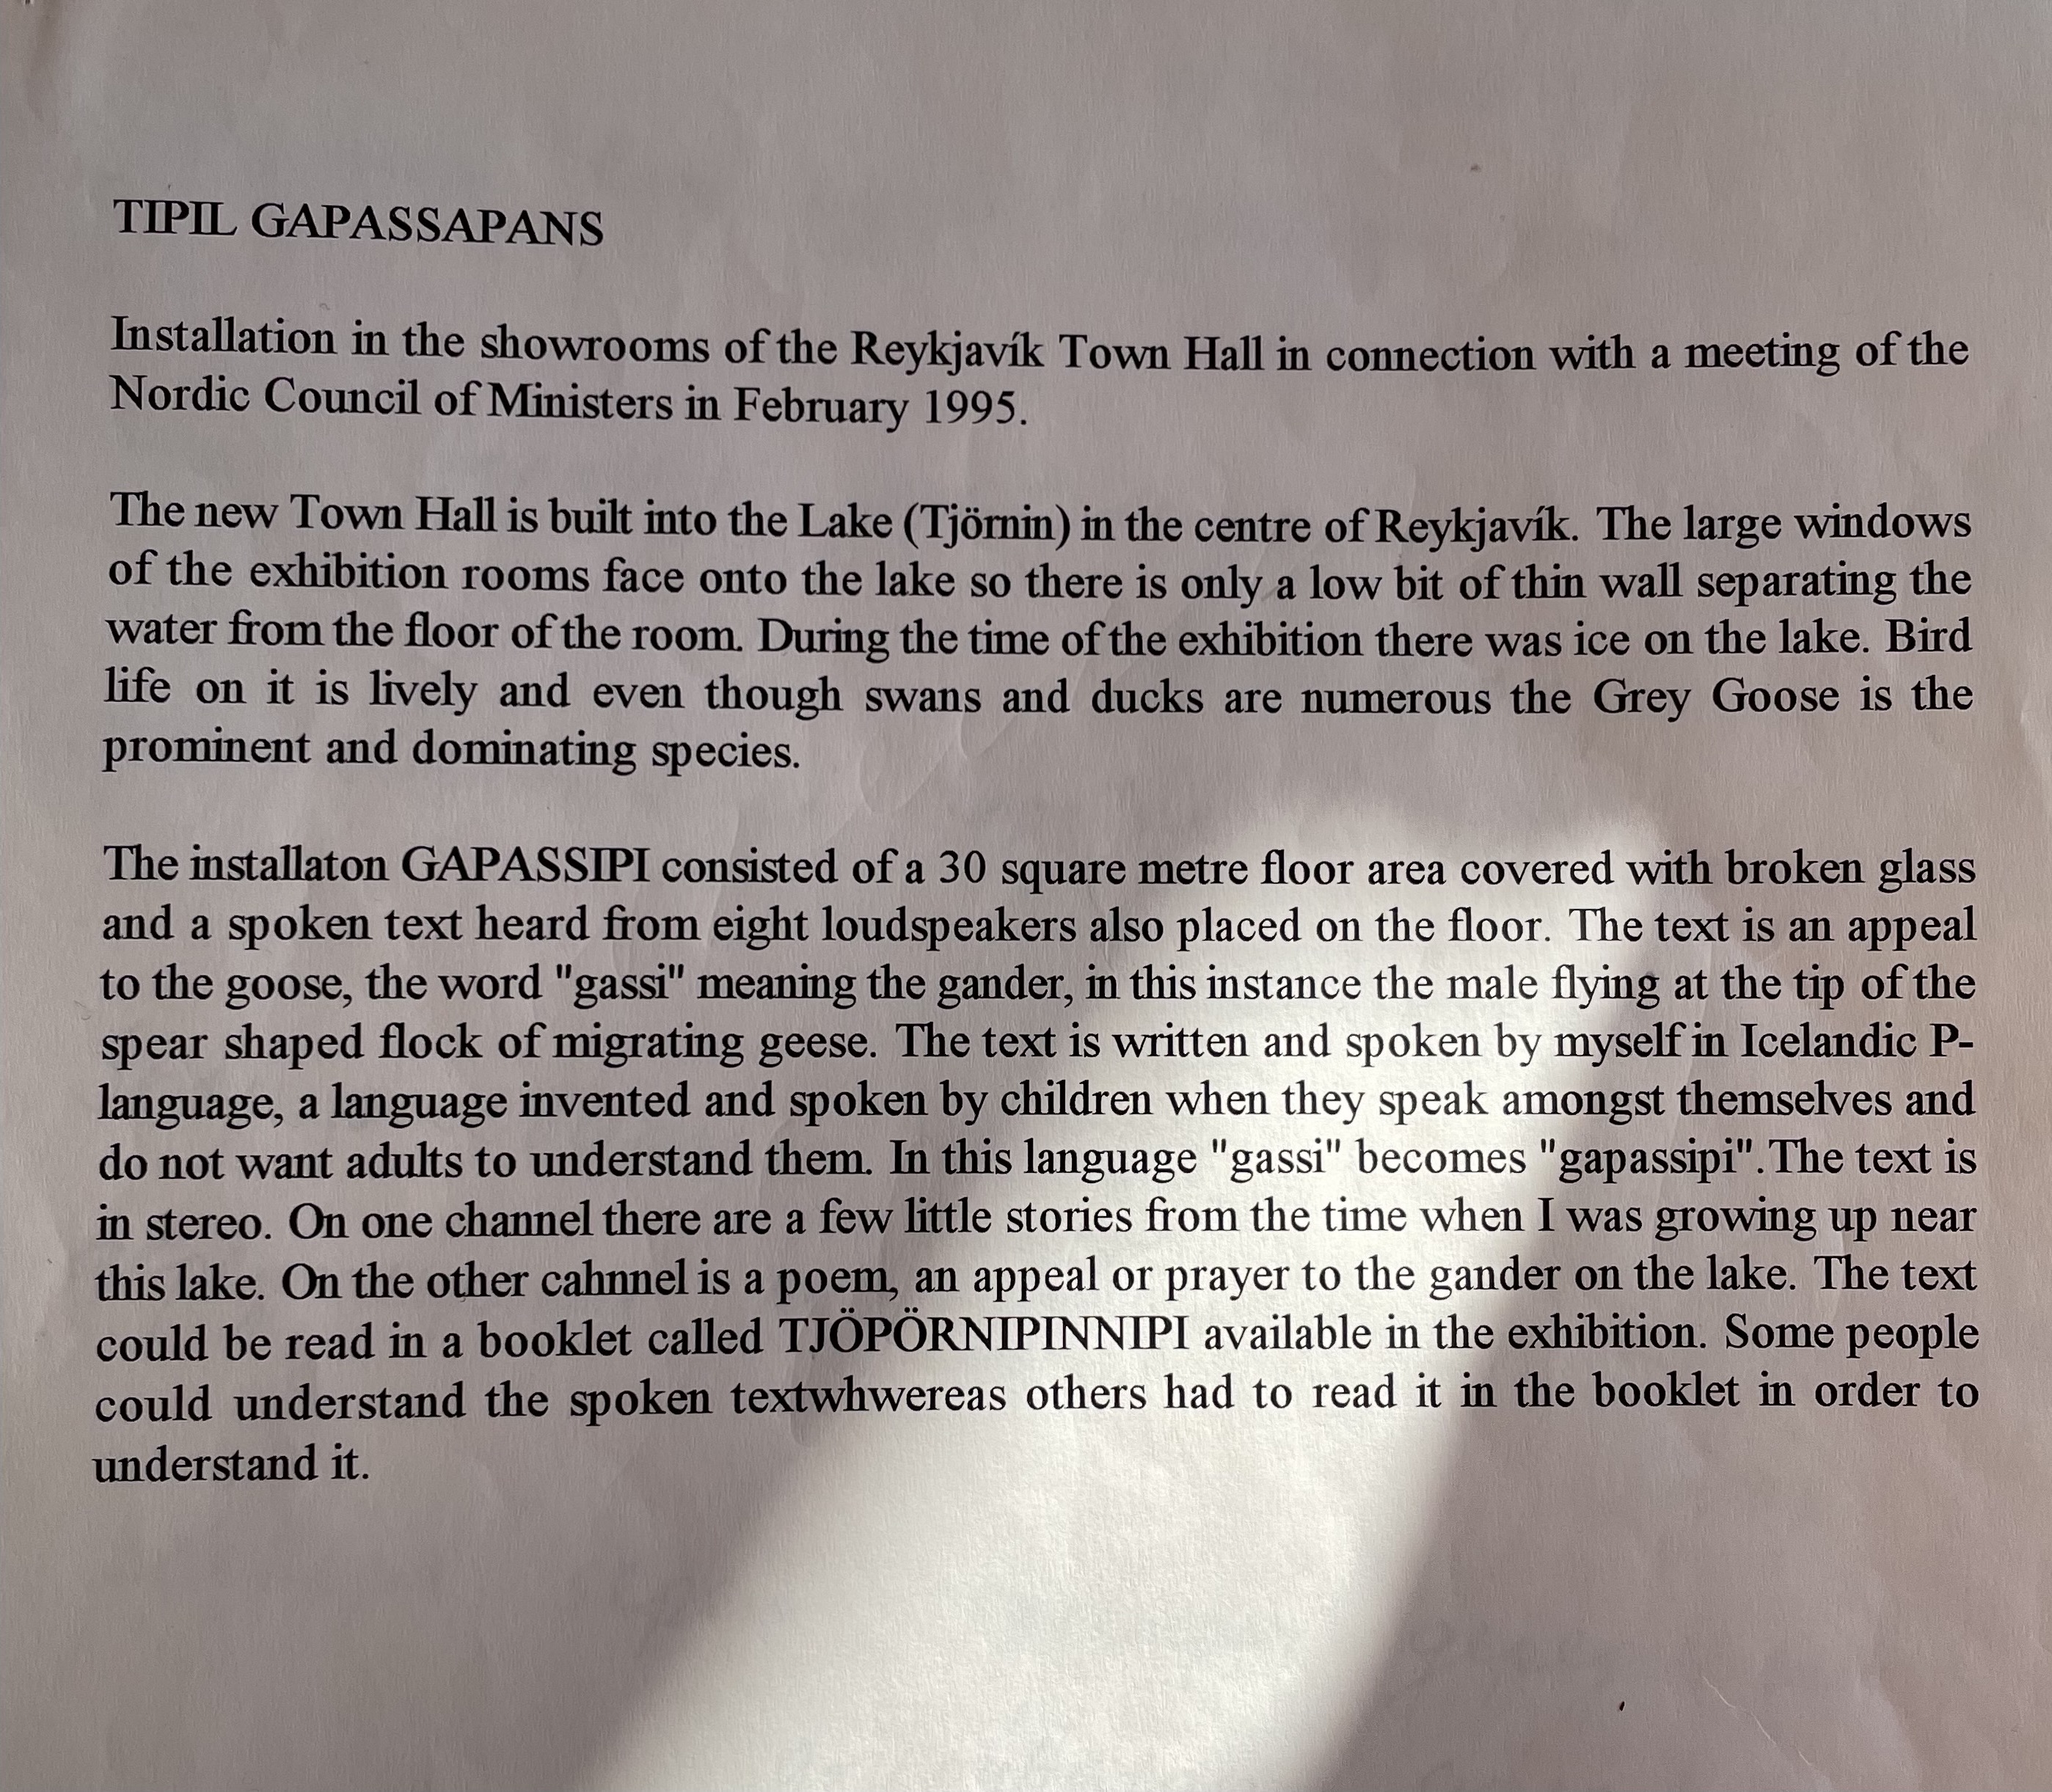 TIPIL GAPASSAPANS
Installation in the showrooms of the Reykjavík Town Hall in connection with a meeting of the
Nordic Council of Ministers in February 1995.
The new Town Hall is built into the Lake (Tjörnin) in the centre of Reykjavík. The large windows
of the exhibition rooms face onto the lake so there is only a low bit of thin wall separating the
water from the floor of the room. During the time of the exhibition there was ice on the lake. Bird
life on it is lively and even though swans and ducks are numerous the Grey Goose is the
prominent and dominating species.
The installaton GAPASSIPI consisted of a 30 square metre floor area covered with broken glass
and a spoken text heard from eight loudspeakers also placed on the floor. The text is an appeal
to the goose, the word "gassi" meaning the gander, in this instance the male flying at the tip of the
spear shaped flock of migrating geese. The text is written and spoken by myself in Icelandic P-
language, a language invented and spoken by children when they speak amongst themselves and
do not want adults to understand them. In this language "gassi" becomes "gapassipi".The text is
in stereo. On one channel there are a few little stories from the time when I was growing up near
this lake. On the other cahnnel is a poem, an appeal or prayer to the gander on the lake. The text
could be read in a booklet called TJÖPÖRNIPINNIPI available in the exhibition. Some people
could understand the spoken textwhwereas others had to read it in the booklet in order to
understand it.